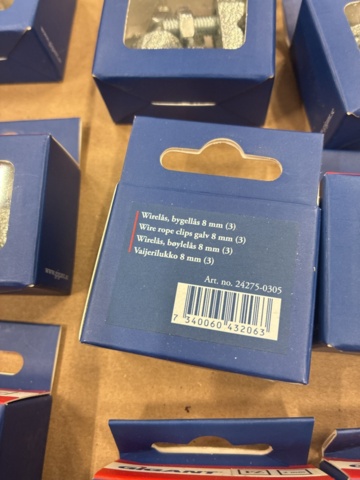 Wirelås, bygellås 8 mm (3)
Wire rope clips galv 8 mm (3)
Wirelås, bøylelås 8 mm (3)
Vaijerilukko 8 mm (3)
Art. no. 24275-0305
7 340060 432063
GIGANT